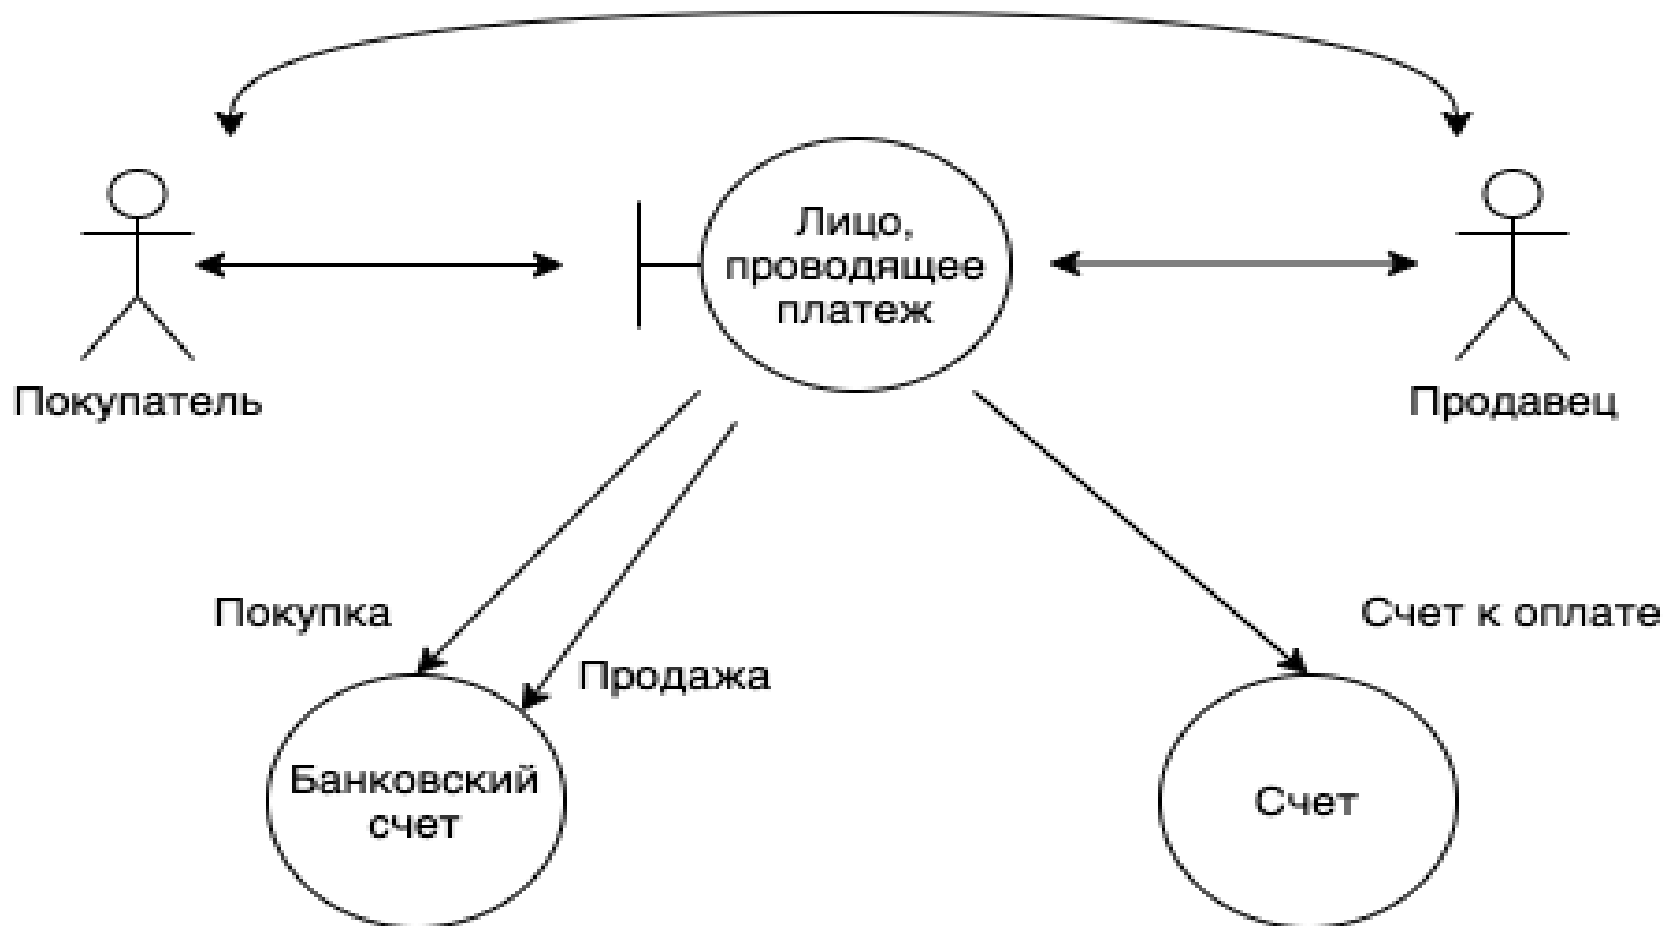 Лицо,
проводящее
платеж
Покупатель
Продавец
Покупка
Счет к оплате
Продажа
Банковский
счет
Счет